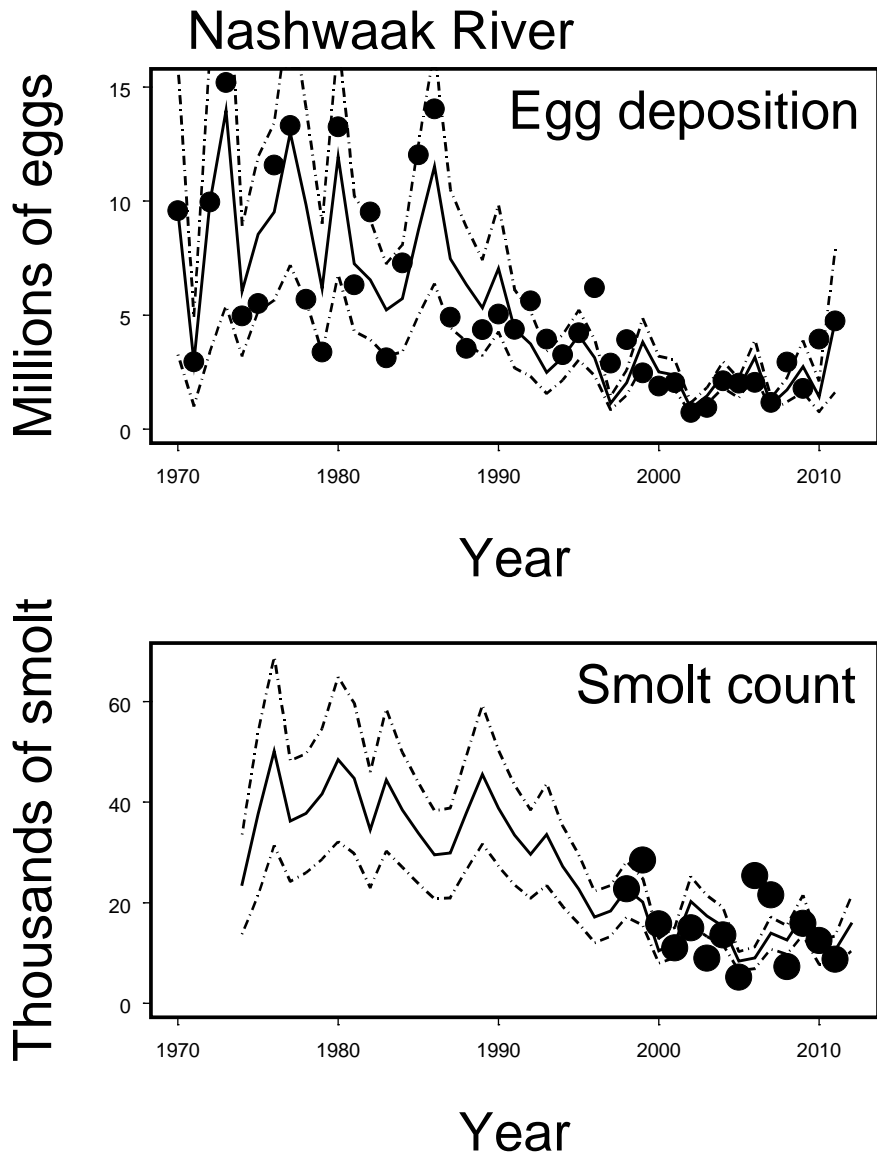 Nashwaak River
Egg deposition
Miillions of eggs
15
10
5
0
1970 1980 1990 2000 2010
Year
Smolt count
Thousands of smolt
60
40
20
0
1970 1980 1990 2000 2010
Year